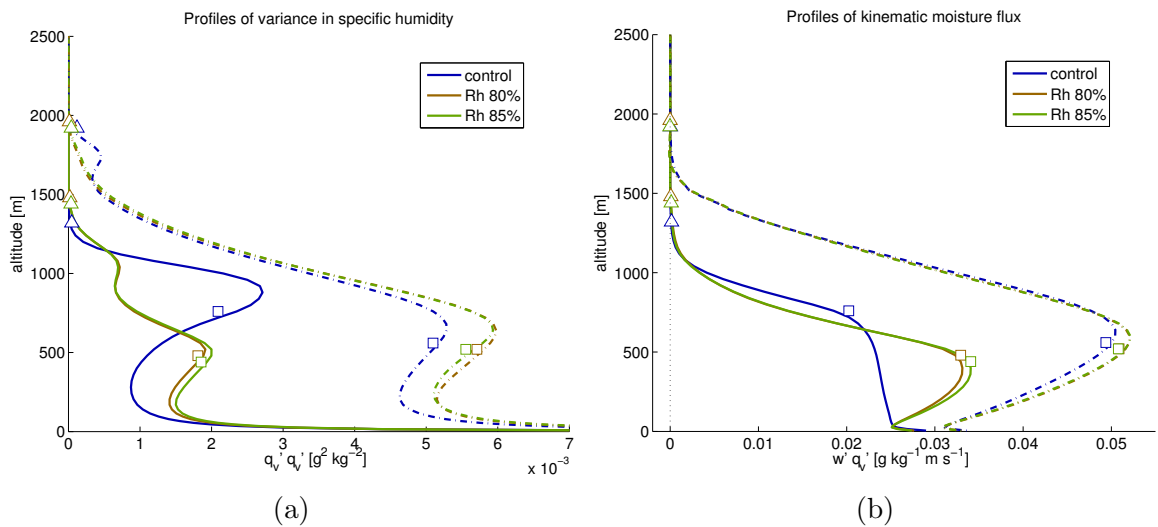 Profiles of variance in specific humidity
2500
2000
1500
1000
500
0
altitude [m]
control
Rh 80%
Rh 85%
0 1 2 3 4 5 6 7
q_v' q_v' [g² kg⁻²]
x 10⁻³
(a)
Profiles of kinematic moisture flux
2500
2000
1500
1000
500
0
altitude [m]
control
Rh 80%
Rh 85%
0 0.01 0.02 0.03 0.04 0.05
w' q_v' [g kg⁻¹ m s⁻¹]
(b)